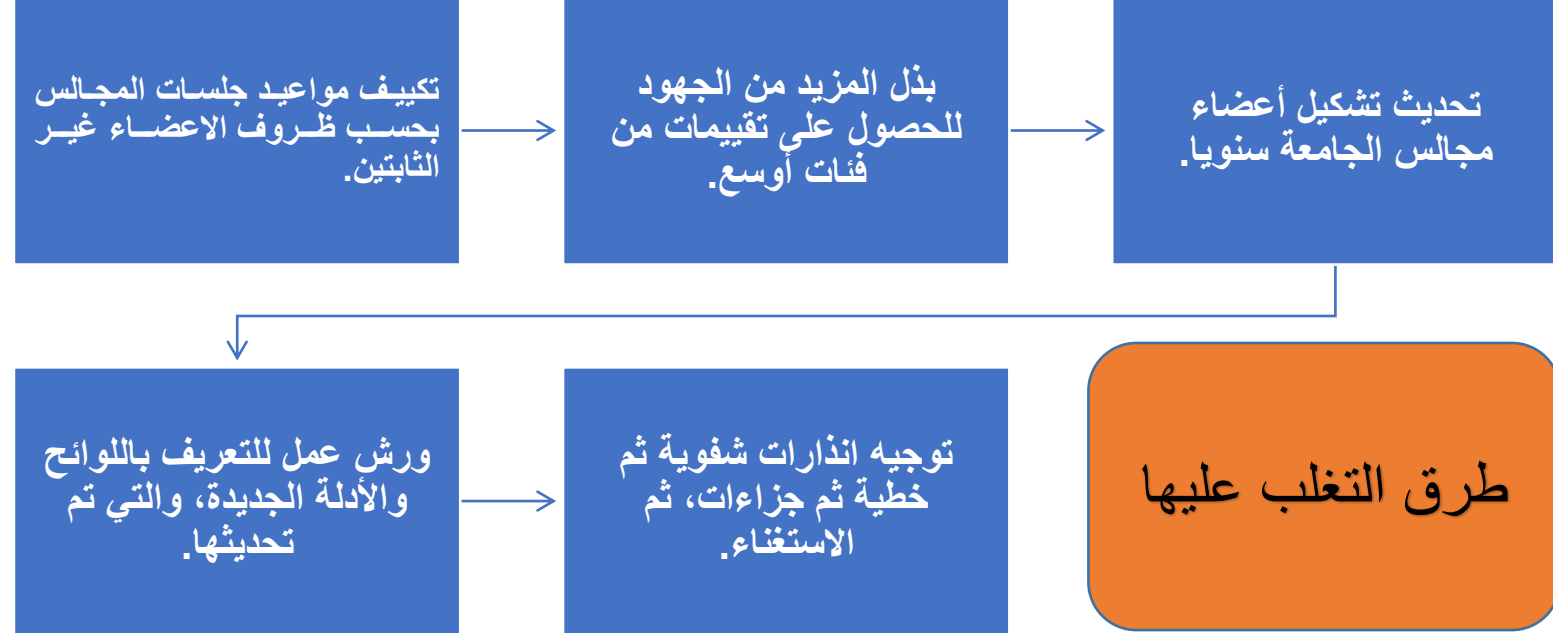 تكييف مواعيد جلسات المجالس
بحسب ظروف الاعضاء غير
الثابتين.
بذل المزيد من الجهود
للحصول على تقييمات من
فئات أوسع.
تحديث تشكيل أعضاء
مجالس الجامعة سنويا.
ورش عمل للتعريف باللوائح
والأدلة الجديدة، والتي تم
تحديثها.
توجيه انذارات شفوية ثم
خطية ثم جزاءات، ثم
الاستغناء.
طرق التغلب عليها